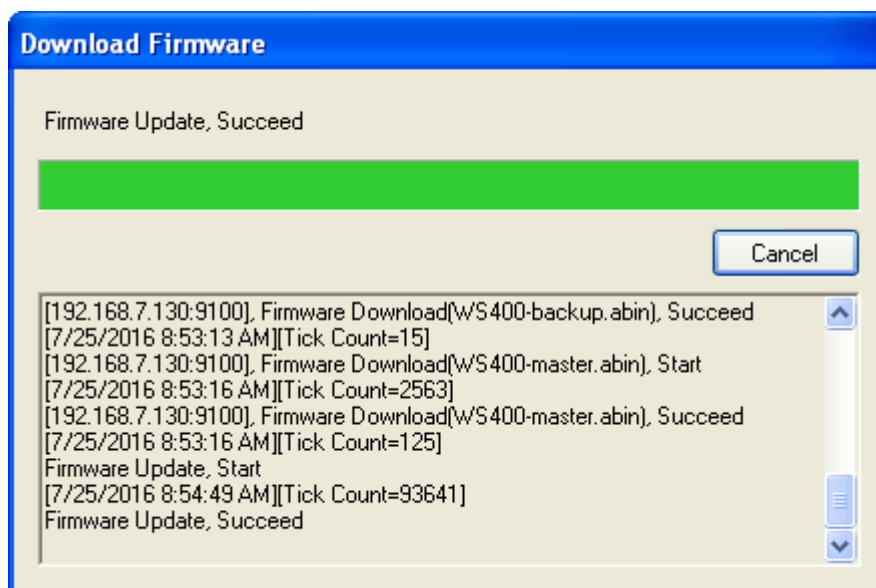 Download Firmware
Firmware Update, Succeed
Cancel
[192.168.7.130:9100], Firmware Download(WS400-backup.abin), Succeed
[7/25/2016 8:53:13 AM][Tick Count=15]
[192.168.7.130:9100], Firmware Download(WS400-master.abin), Start
[7/25/2016 8:53:16 AM][Tick Count=2563]
[192.168.7.130:9100], Firmware Download(WS400-master.abin), Succeed
[7/25/2016 8:53:16 AM][Tick Count=125]
Firmware Update, Start
[7/25/2016 8:54:49 AM][Tick Count=93641]
Firmware Update, Succeed